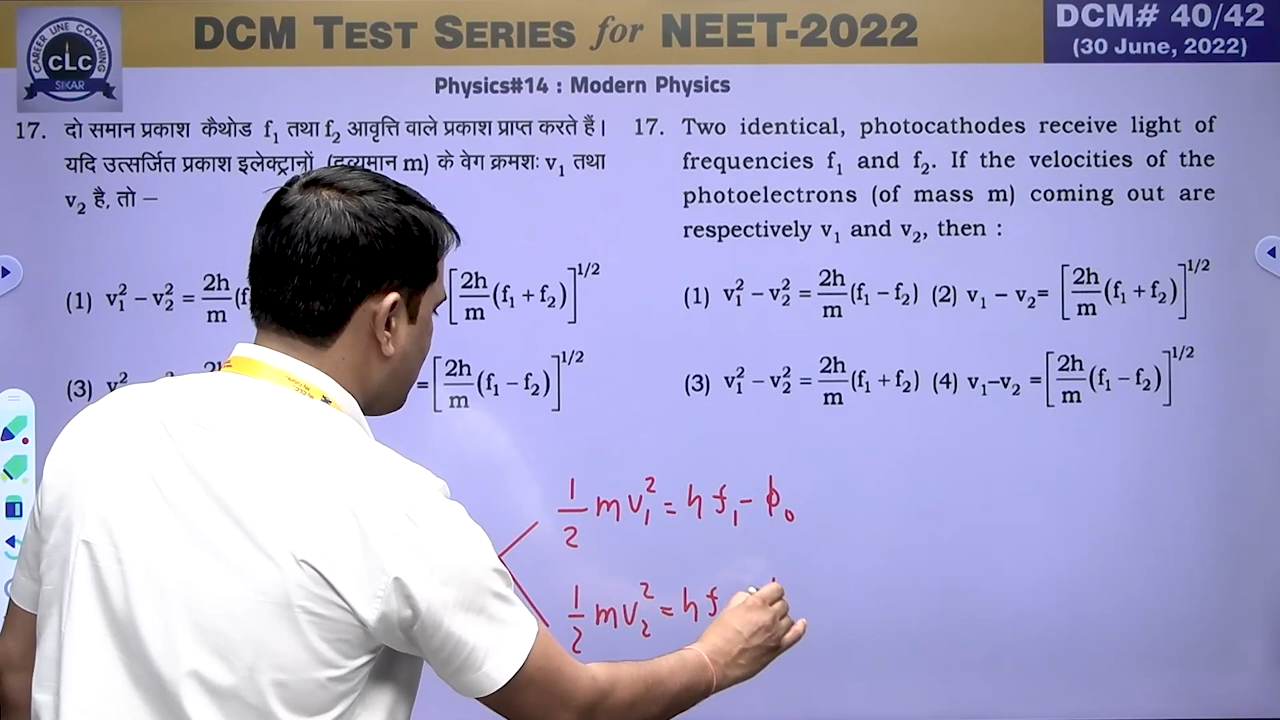 CAREER LINE COACHING
CLC
SIKAR
DCM TEST SERIES for NEET-2022
DCM# 40/42
(30 June, 2022)
Physics#14 : Modern Physics
17. दो समान प्रकाश कैथोड f₁ तथा f₂ आवृत्ति वाले प्रकाश प्राप्त करते हैं।
यदि उत्सर्जित प्रकाश इलेक्ट्रानों (द्रव्यमान m) के वेग क्रमशः v₁ तथा
v₂ है, तो –
(1) v₁² – v₂² = 2h/m (f [2h/m (f₁ + f₂)]^1/2
(3) v² = [2h/m (f₁ – f₂)]^1/2
17. Two identical, photocathodes receive light of
frequencies f₁ and f₂. If the velocities of the
photoelectrons (of mass m) coming out are
respectively v₁ and v₂, then :
(1) v₁² – v₂² = 2h/m (f₁ – f₂) (2) v₁ – v₂= [2h/m (f₁ + f₂)]^1/2
(3) v₁² – v₂² = 2h/m (f₁ + f₂) (4) v₁–v₂ = [2h/m (f₁ – f₂)]^1/2
1/2 mv₁² = hf₁ – ϕ₀
1/2 mv₂² = hf